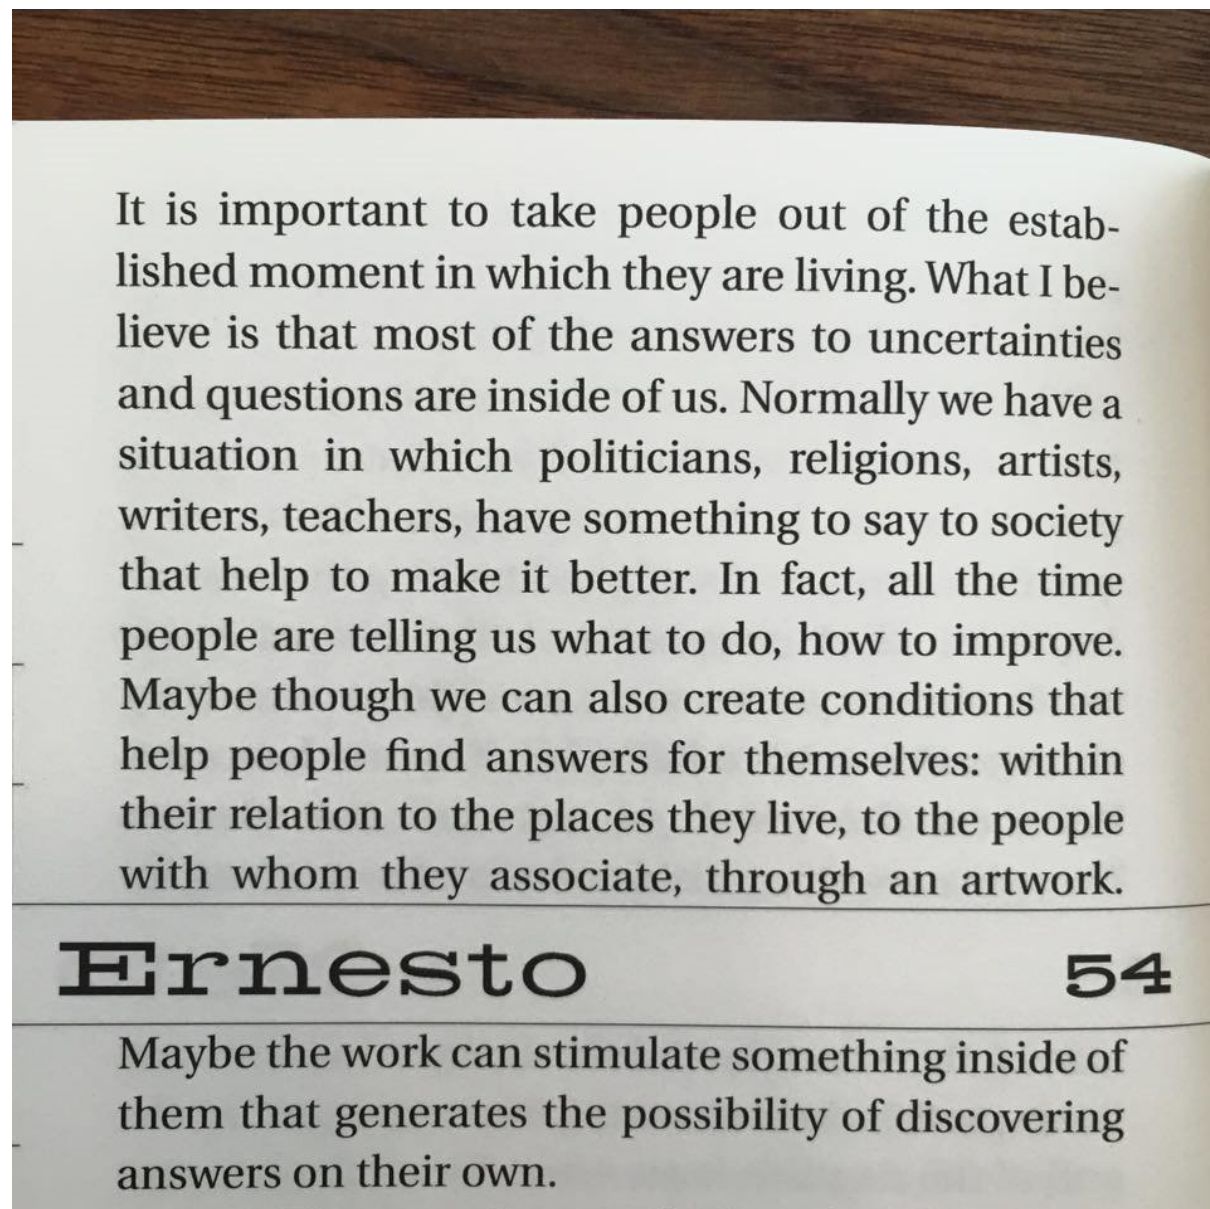 It is important to take people out of the estab-
lished moment in which they are living. What I be-
lieve is that most of the answers to uncertainties
and questions are inside of us. Normally we have a
situation in which politicians, religions, artists,
writers, teachers, have something to say to society
that help to make it better. In fact, all the time
people are telling us what to do, how to improve.
Maybe though we can also create conditions that
help people find answers for themselves: within
their relation to the places they live, to the people
with whom they associate, through an artwork.
Ernesto 54
Maybe the work can stimulate something inside of
them that generates the possibility of discovering
answers on their own.